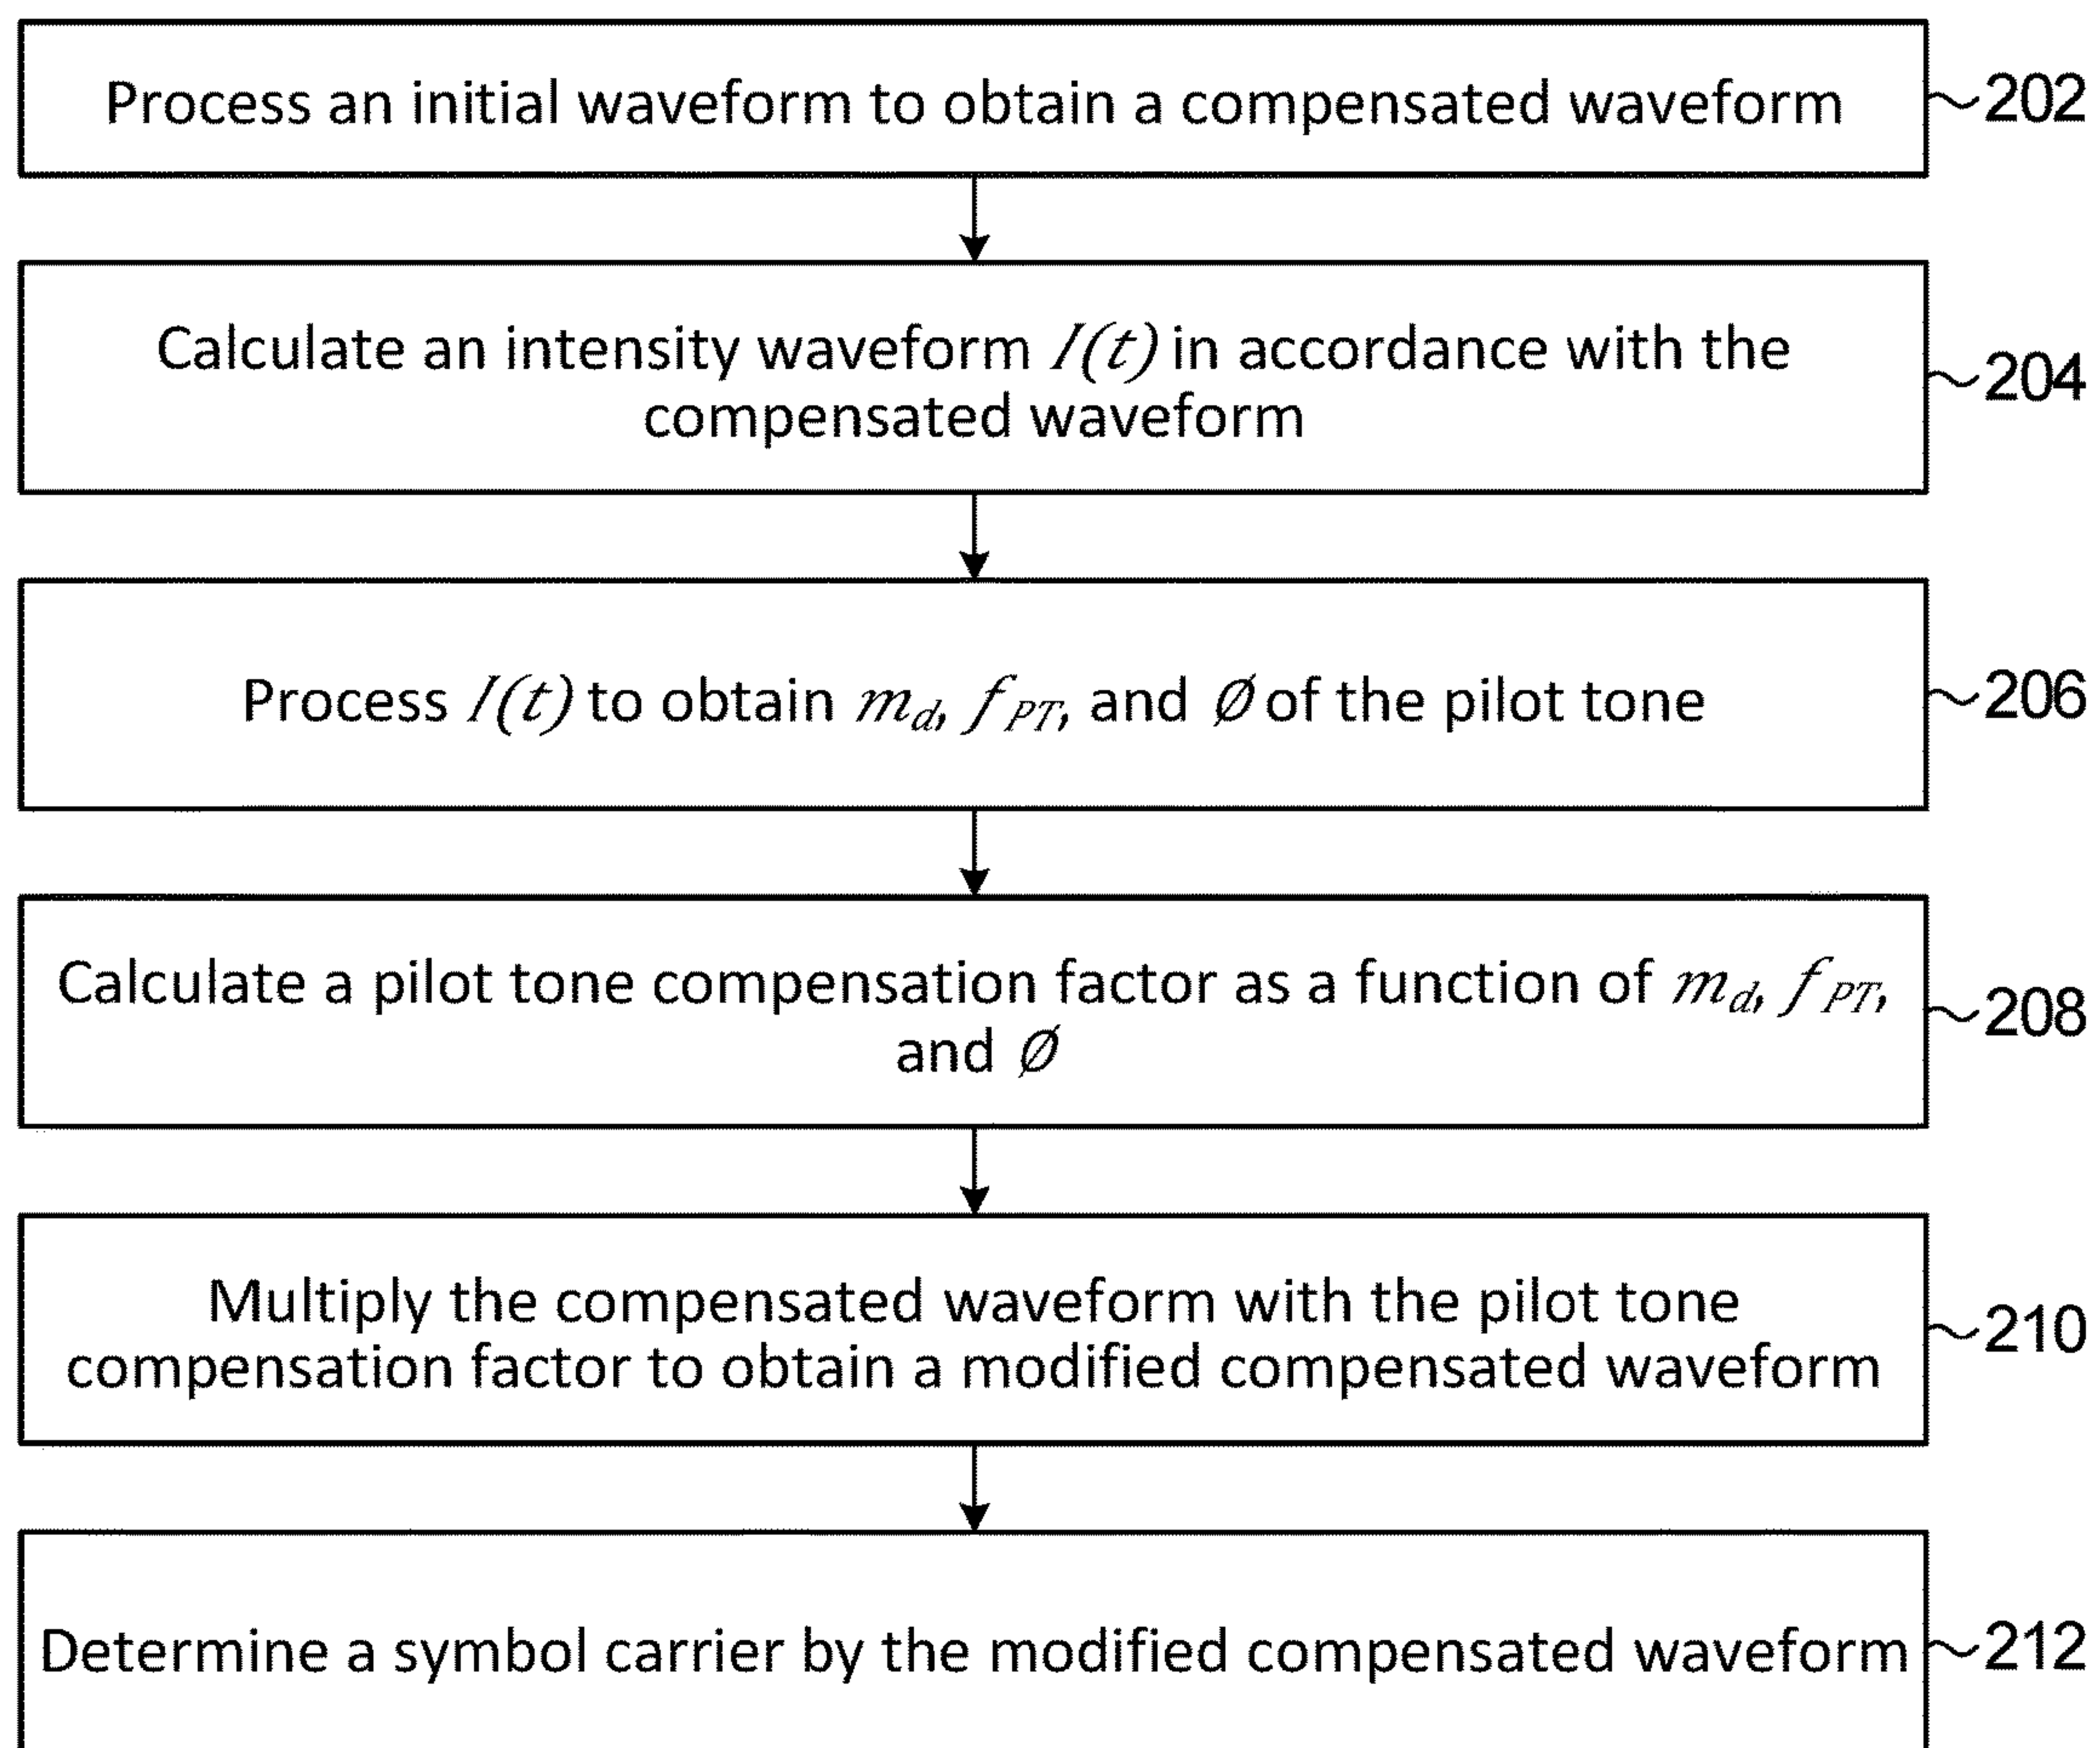 Process an initial waveform to obtain a compensated waveform
202
Calculate an intensity waveform I(t) in accordance with the
compensated waveform
204
Process I(t) to obtain m_d, f_PT, and Ø of the pilot tone
206
Calculate a pilot tone compensation factor as a function of m_d, f_PT,
and Ø
208
Multiply the compensated waveform with the pilot tone
compensation factor to obtain a modified compensated waveform
210
Determine a symbol carrier by the modified compensated waveform
212